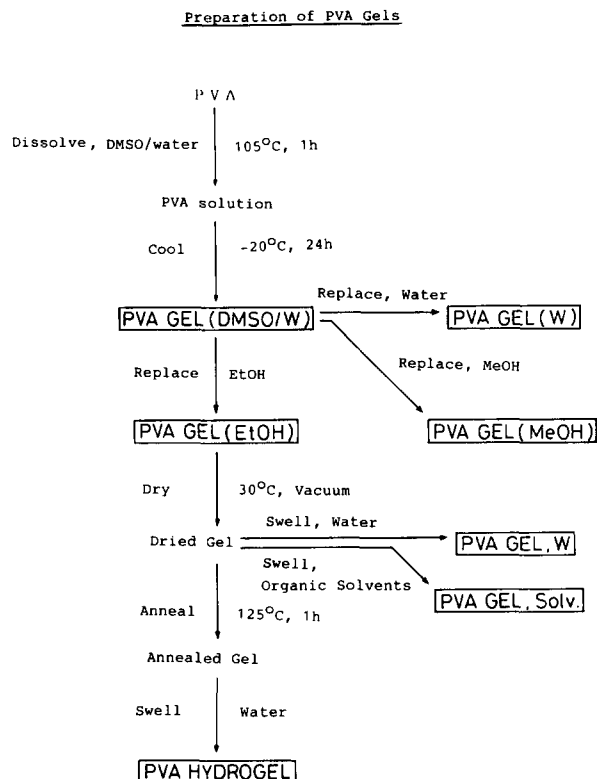 Preparation of PVA Gels
PVA
Dissolve, DMSO/water 105°C, 1h
PVA solution
Cool -20°C, 24h
Replace, Water
PVA GEL(DMSO/W) PVA GEL(W)
Replace, MeOH
Replace EtOH
PVA GEL(EtOH) PVA GEL(MeOH)
Dry 30°C, Vacuum
Swell, Water
Dried Gel PVA GEL, W
Swell,
Organic Solvents
PVA GEL, Solv.
Anneal 125°C, 1h
Annealed Gel
Swell Water
PVA HYDROGEL